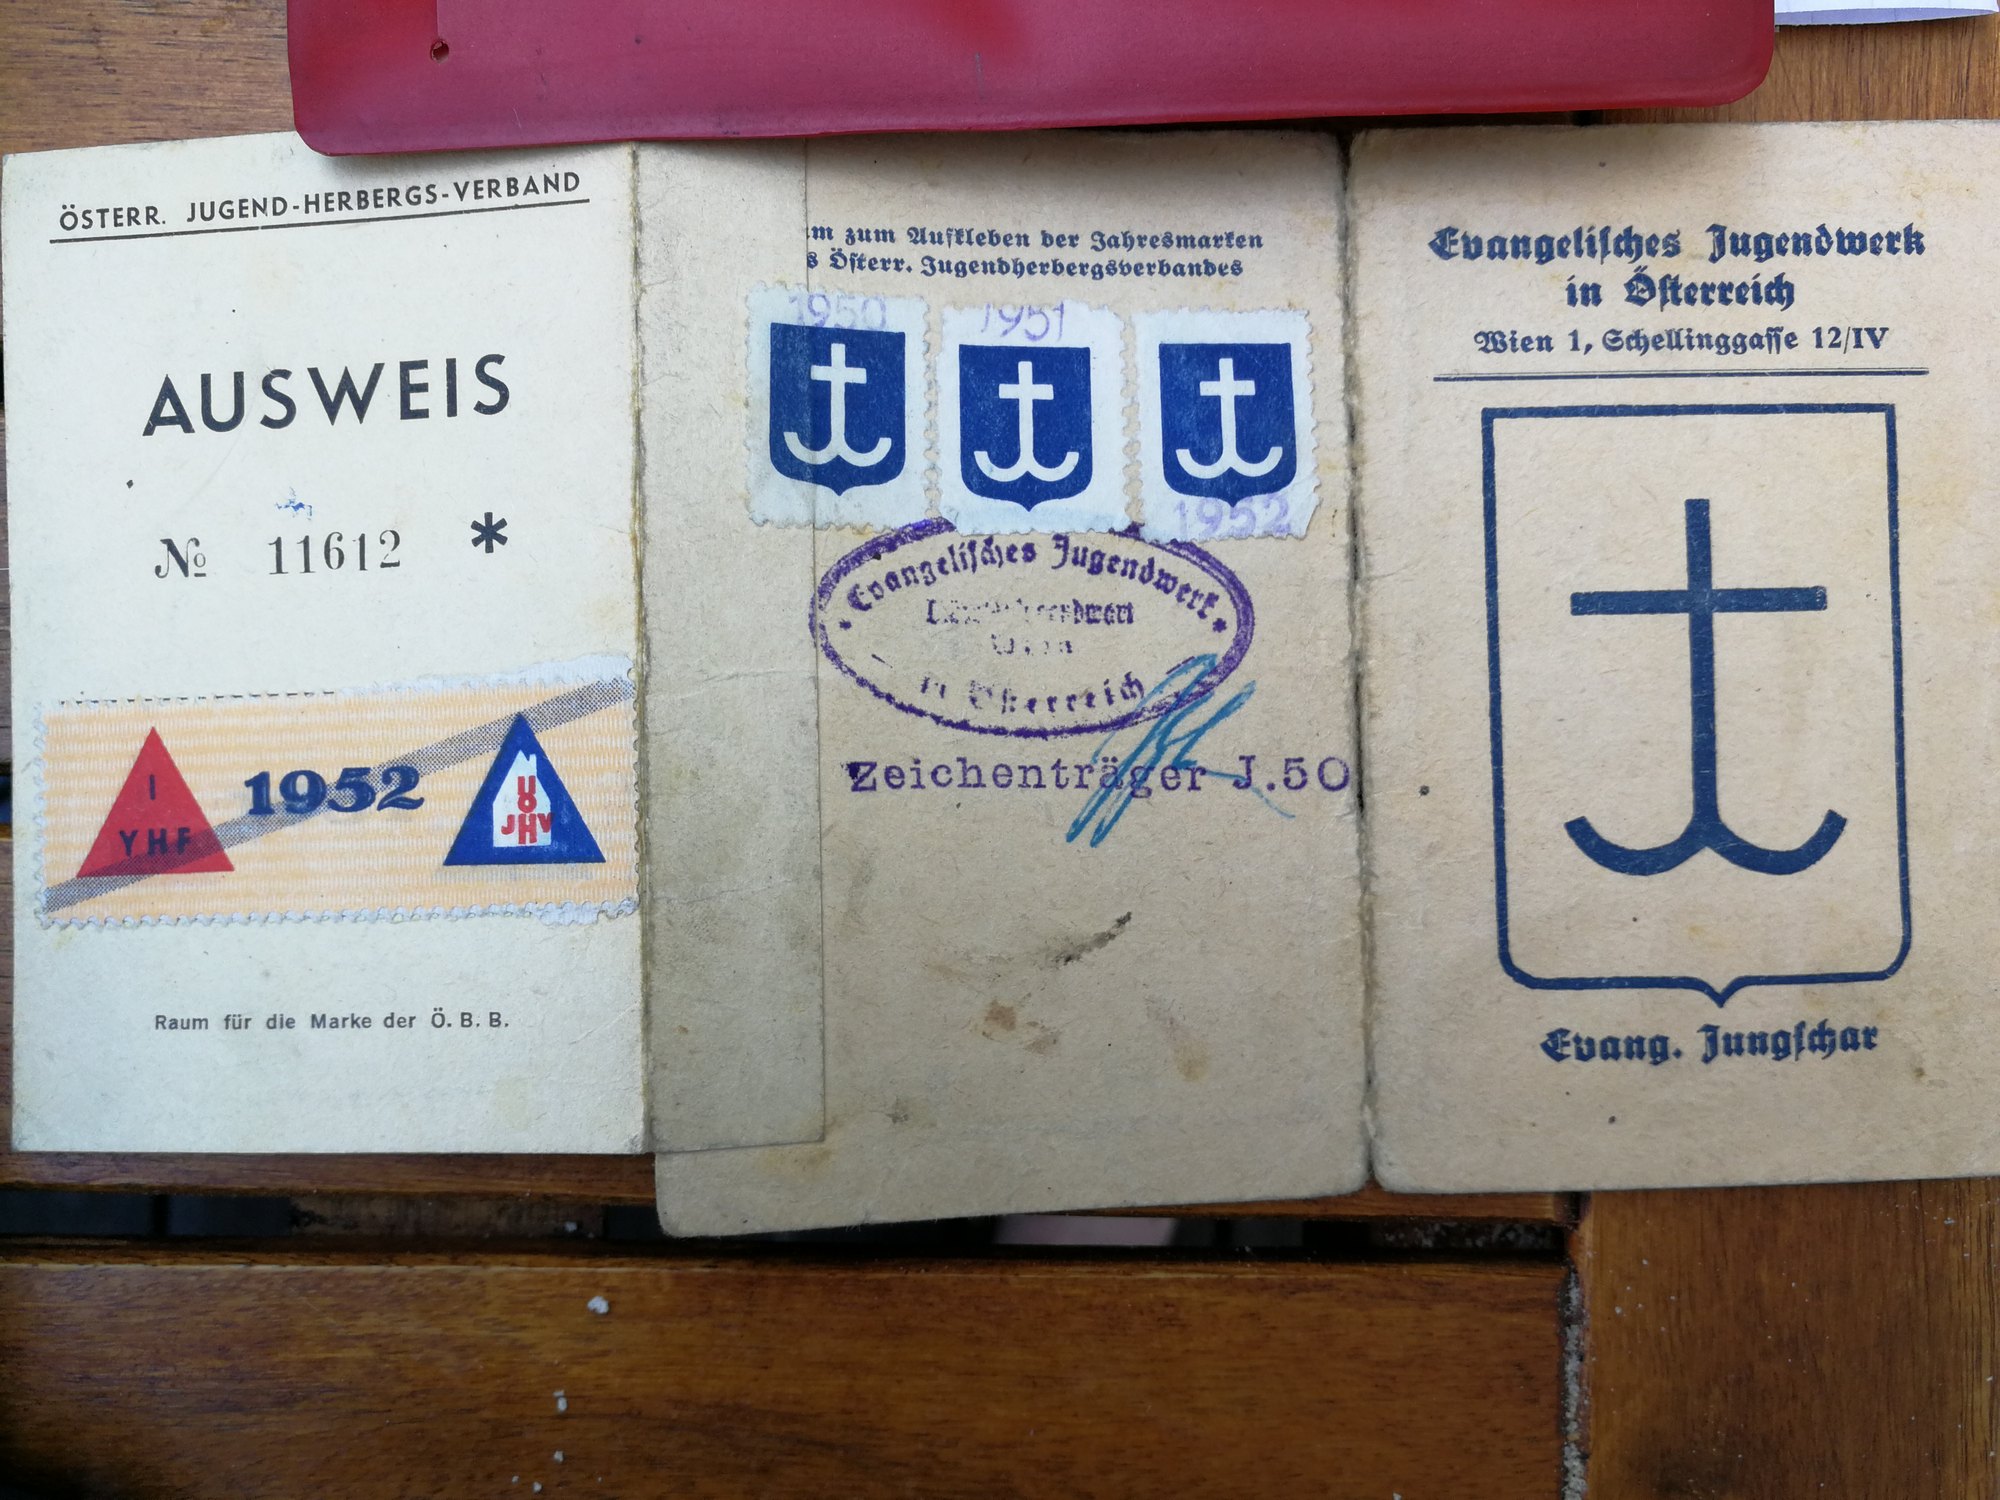 ÖSTERR. JUGEND-HERBERGS-VERBAND
AUSWEIS
№ 11612 *
I
YHF
1952
Ö
JHV
Raum für die Marke der Ö. B. B.
m zum Aufkleben der Jahresmarken
s Österr. Jugendherbergsverbandes
1950
1951
1952
Evangelisches Jugendwerk
in Österreich
Zeichenträger J.50
Evangelisches Jugendwerk
in Österreich
Wien 1, Schellinggasse 12/IV
Evang. Jungschar